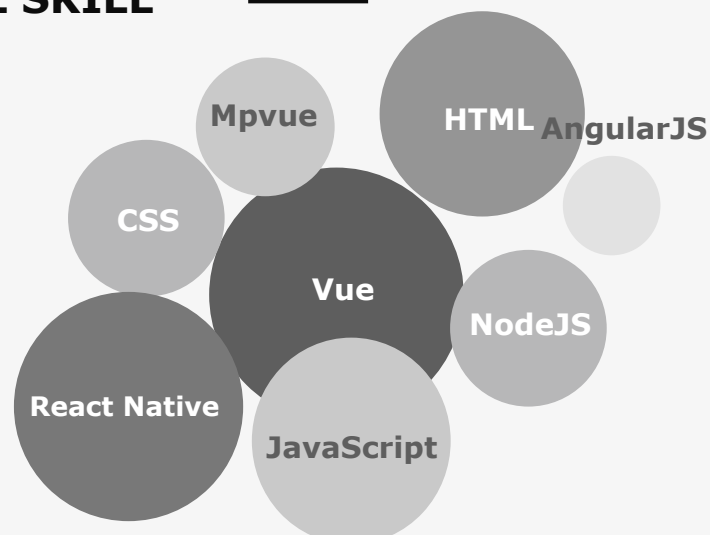 SKILL
Mpvue
HTML
AngularJS
CSS
Vue
NodeJS
React Native
JavaScript